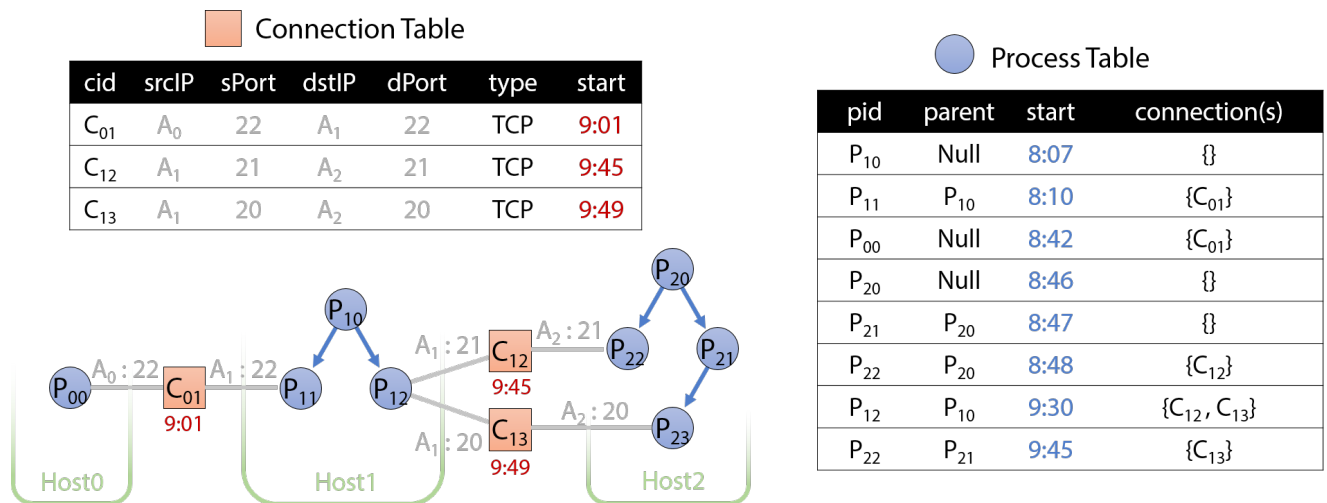 Connection Table
cid srcIP sPort dstIP dPort type start
C01 A0 22 A1 22 TCP 9:01
C12 A1 21 A2 21 TCP 9:45
C13 A1 20 A2 20 TCP 9:49
Process Table
pid parent start connection(s)
P10 Null 8:07 {}
P11 P10 8:10 {C01}
P00 Null 8:42 {C01}
P20 Null 8:46 {}
P21 P20 8:47 {}
P22 P20 8:48 {C12}
P12 P10 9:30 {C12 , C13}
P22 P21 9:45 {C13}
P20
P10
A1 : 21
C12
A2 : 21
P22
P21
9:45
P00
A0 : 22
C01
A1 : 22
P11
P12
9:01
A1 : 20
C13
A2 : 20
P23
9:49
Host0
Host1
Host2